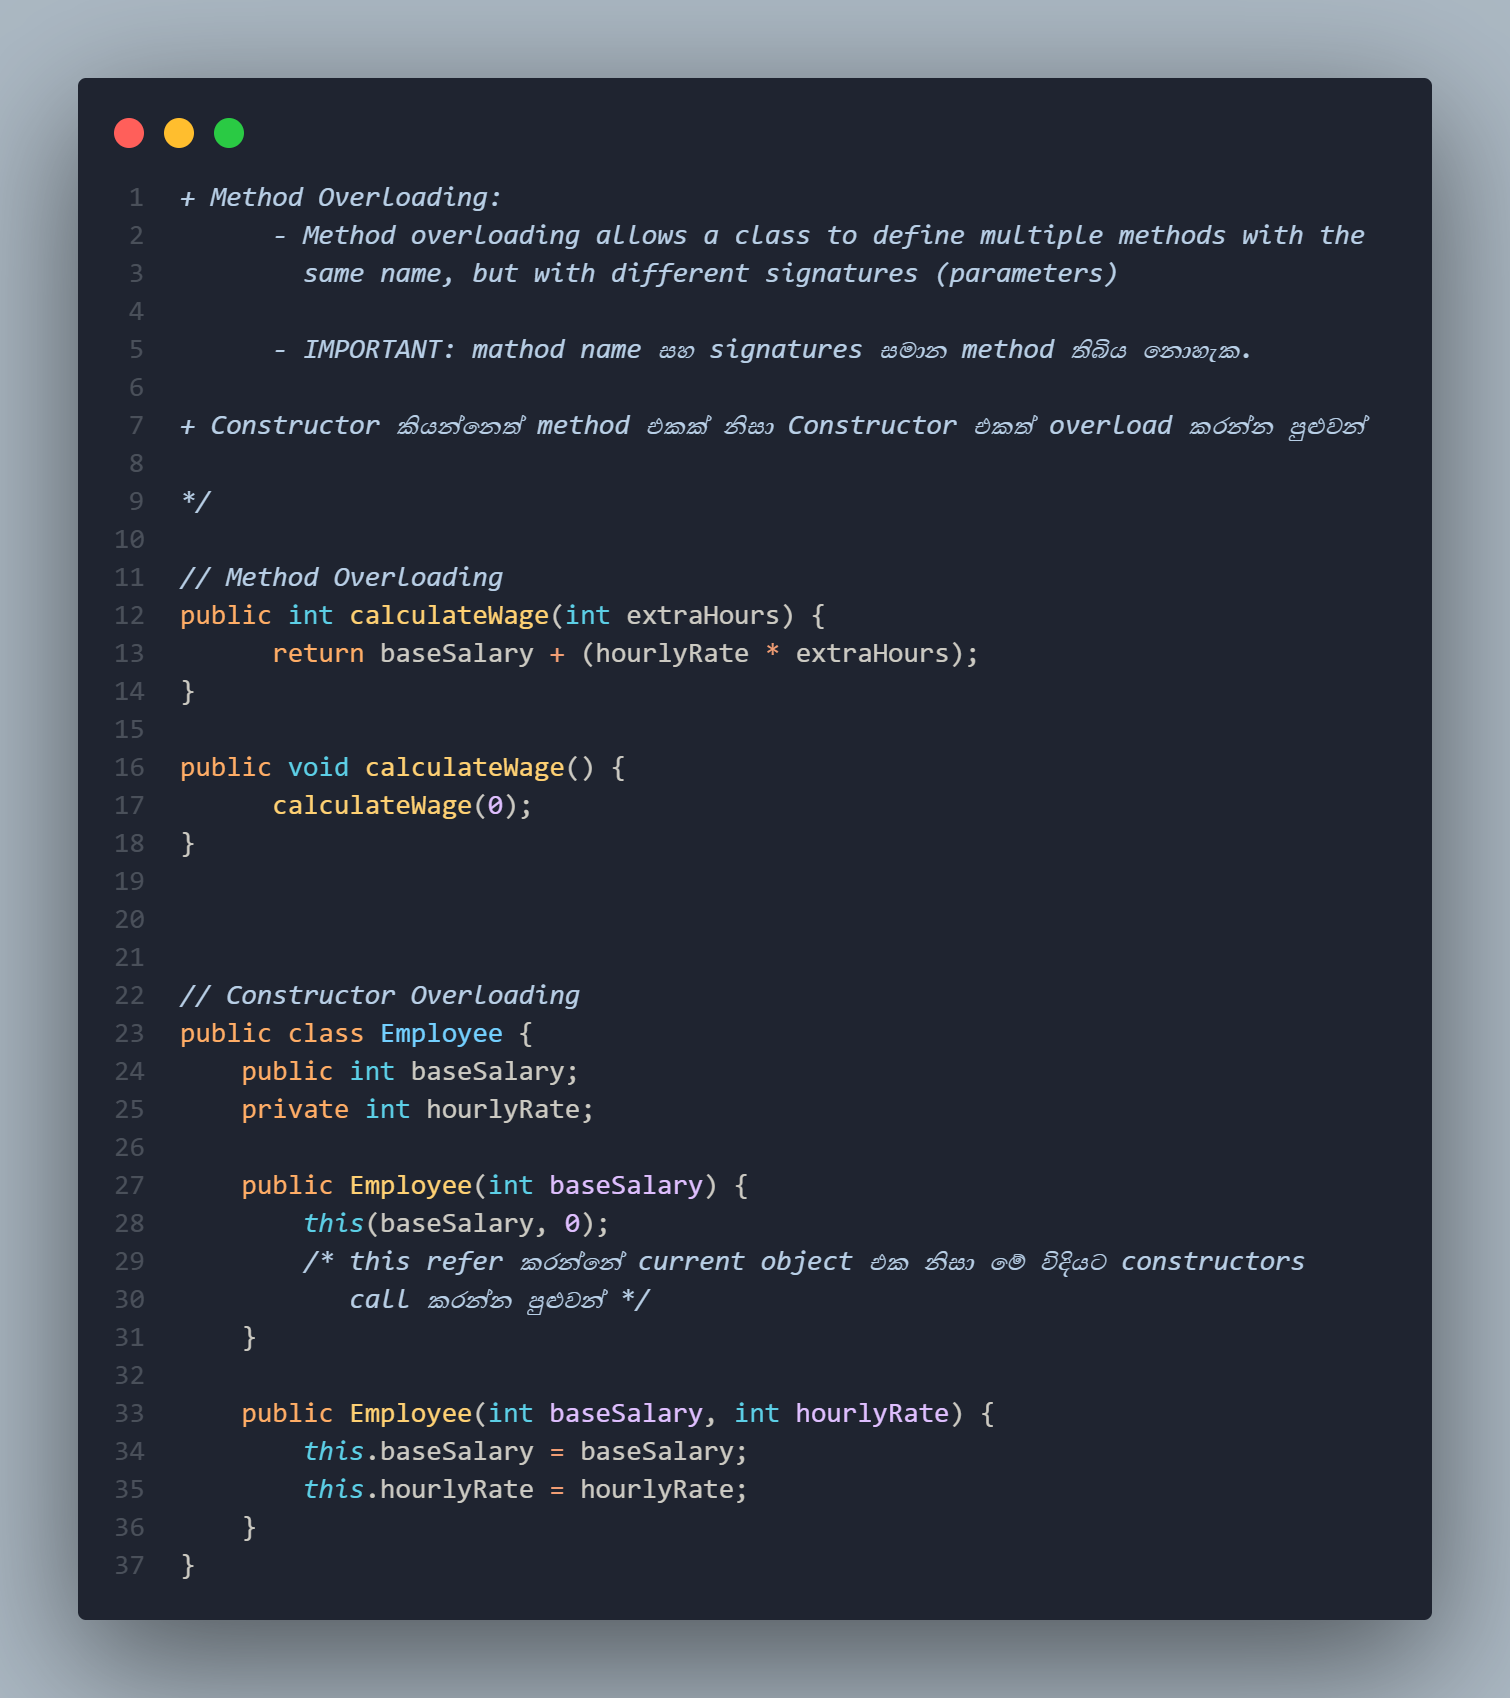 1 + Method Overloading:
2 - Method overloading allows a class to define multiple methods with the
3 same name, but with different signatures (parameters)
4
5 - IMPORTANT: mathod name සහ signatures සමාන method තිබිය නොහැක.
6
7 + Constructor කියන්නෙත් method එකක් නිසා Constructor එකත් overload කරන්න පුළුවන්
8
9 */
10
11 // Method Overloading
12 public int calculateWage(int extraHours) {
13 return baseSalary + (hourlyRate * extraHours);
14 }
15
16 public void calculateWage() {
17 calculateWage(0);
18 }
19
20
21
22 // Constructor Overloading
23 public class Employee {
24 public int baseSalary;
25 private int hourlyRate;
26
27 public Employee(int baseSalary) {
28 this(baseSalary, 0);
29 /* this refer කරන්නේ current object එක නිසා මේ විදියට constructors
30 call කරන්න පුළුවන් */
31 }
32
33 public Employee(int baseSalary, int hourlyRate) {
34 this.baseSalary = baseSalary;
35 this.hourlyRate = hourlyRate;
36 }
37 }